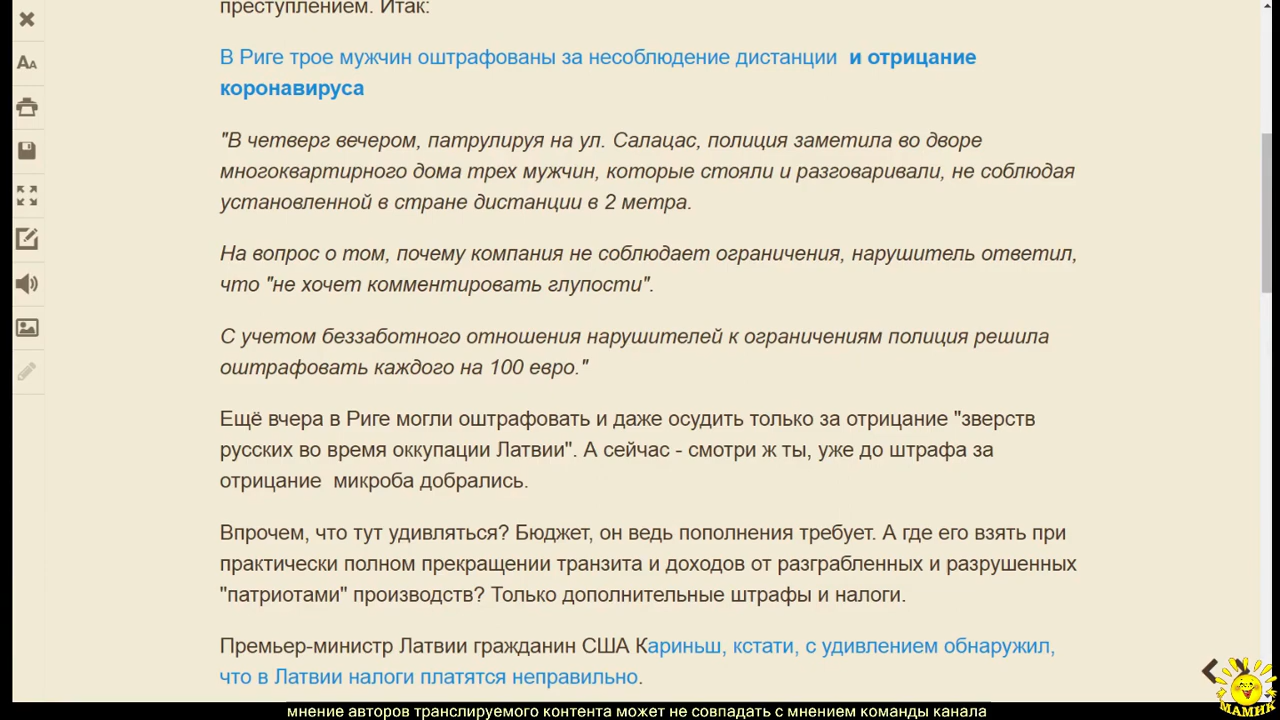 преступлением. Итак:
В Риге трое мужчин оштрафованы за несоблюдение дистанции и отрицание
коронавируса
"В четверг вечером, патрулируя на ул. Салацас, полиция заметила во дворе
многоквартирного дома трех мужчин, которые стояли и разговаривали, не соблюдая
установленной в стране дистанции в 2 метра.
На вопрос о том, почему компания не соблюдает ограничения, нарушитель ответил,
что "не хочет комментировать глупости".
С учетом беззаботного отношения нарушителей к ограничениям полиция решила
оштрафовать каждого на 100 евро."
Ещё вчера в Риге могли оштрафовать и даже осудить только за отрицание "зверств
русских во время оккупации Латвии". А сейчас - смотри ж ты, уже до штрафа за
отрицание микроба добрались.
Впрочем, что тут удивляться? Бюджет, он ведь пополнения требует. А где его взять при
практически полном прекращении транзита и доходов от разграбленных и разрушенных
"патриотами" производств? Только дополнительные штрафы и налоги.
Премьер-министр Латвии гражданин США Кариньш, кстати, с удивлением обнаружил,
что в Латвии налоги платятся неправильно.
МАМИК
мнение авторов транслируемого контента может не совпадать с мнением команды канала